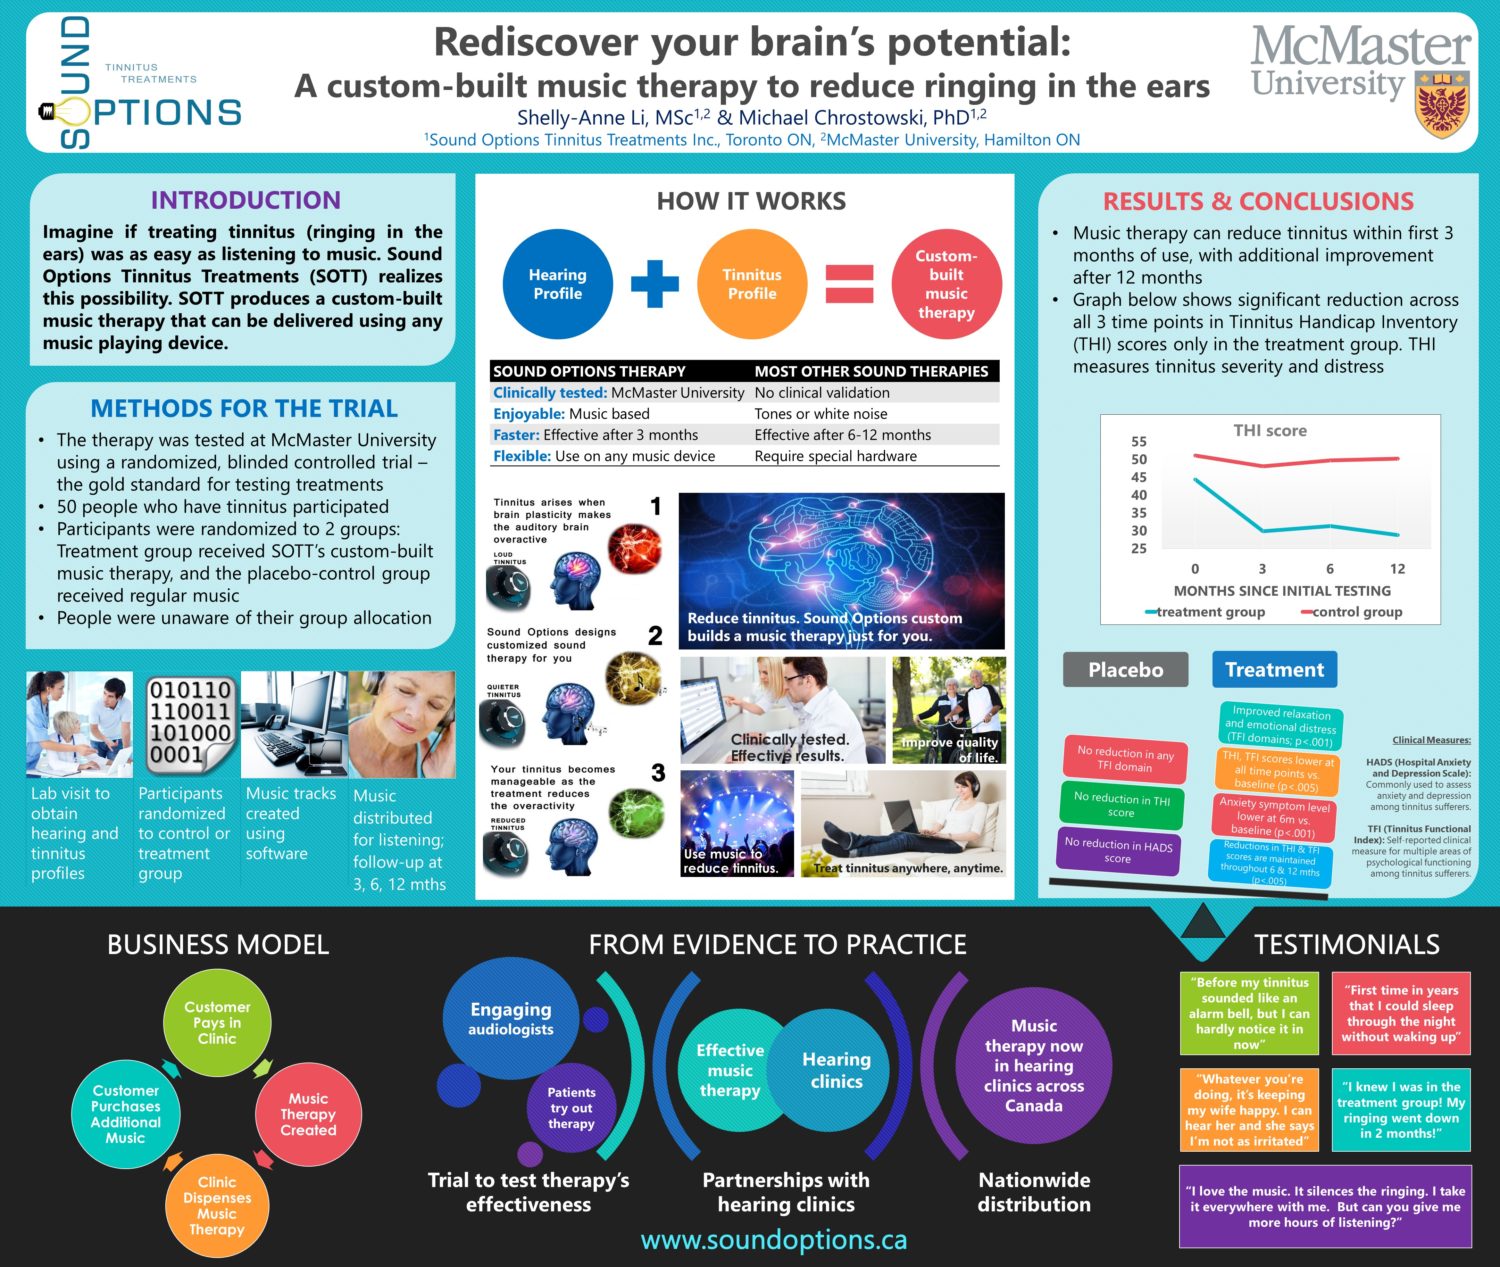 SOUND
TINNITUS
TREATMENTS
OPTIONS
Rediscover your brain's potential:
A custom-built music therapy to reduce ringing in the ears
Shelly-Anne Li, MSc1,2 & Michael Chrostowski, PhD1,2
1Sound Options Tinnitus Treatments Inc., Toronto ON, 2McMaster University, Hamilton ON
McMaster
University
INTRODUCTION
Imagine if treating tinnitus (ringing in the
ears) was as easy as listening to music. Sound
Options Tinnitus Treatments (SOTT) realizes
this possibility. SOTT produces a custom-built
music therapy that can be delivered using any
music playing device.
METHODS FOR THE TRIAL
• The therapy was tested at McMaster University
using a randomized, blinded controlled trial –
the gold standard for testing treatments
• 50 people who have tinnitus participated
• Participants were randomized to 2 groups:
Treatment group received SOTT's custom-built
music therapy, and the placebo-control group
received regular music
• People were unaware of their group allocation
010110
110011
101000
0001
Lab visit to
obtain
hearing and
tinnitus
profiles
Participants
randomized
to control or
treatment
group
Music tracks
created
using
software
Music
distributed
for listening;
follow-up at
3, 6, 12 mths
HOW IT WORKS
Hearing
Profile
Tinnitus
Profile
Custom-
built
music
therapy
SOUND OPTIONS THERAPY MOST OTHER SOUND THERAPIES
Clinically tested: McMaster University No clinical validation
Enjoyable: Music based Tones or white noise
Faster: Effective after 3 months Effective after 6-12 months
Flexible: Use on any music device Require special hardware
Tinnitus arises when
brain plasticity makes
the auditory brain
overactive
1
LOUD
TINNITUS
Sound Options designs
customized sound
therapy for you
2
QUIETER
TINNITUS
Your tinnitus becomes
manageable as the
treatment reduces
the overactivity
3
REDUCED
TINNITUS
Reduce tinnitus. Sound Options custom
builds a music therapy just for you.
Clinically tested.
Effective results.
Improve quality
of life.
Use music to
reduce tinnitus.
Treat tinnitus anywhere, anytime.
RESULTS & CONCLUSIONS
• Music therapy can reduce tinnitus within first 3
months of use, with additional improvement
after 12 months
• Graph below shows significant reduction across
all 3 time points in Tinnitus Handicap Inventory
(THI) scores only in the treatment group. THI
measures tinnitus severity and distress
THI score
55
50
45
40
35
30
25
0 3 6 12
MONTHS SINCE INITIAL TESTING
treatment group control group
Placebo
Treatment
No reduction in any
TFI domain
No reduction in THI
score
No reduction in HADS
score
Improved relaxation
and emotional distress
(TFI domains; p<.001)
THI, TFI scores lower at
all time points vs.
baseline (p<.005)
Anxiety symptom level
lower at 6m vs.
baseline (p<.001)
Reductions in THI & TFI
scores are maintained
throughout 6 & 12 mths
(p<.005)
Clinical Measures:
HADS (Hospital Anxiety
and Depression Scale):
Commonly used to assess
anxiety and depression
among tinnitus sufferers.
TFI (Tinnitus Functional
Index): Self-reported clinical
measure for multiple areas of
psychological functioning
among tinnitus sufferers.
BUSINESS MODEL
Customer
Pays in
Clinic
Music
Therapy
Created
Clinic
Dispenses
Music
Therapy
Customer
Purchases
Additional
Music
FROM EVIDENCE TO PRACTICE
Engaging
audiologists
Patients
try out
therapy
Trial to test therapy's
effectiveness
Effective
music
therapy
Hearing
clinics
Partnerships with
hearing clinics
Music
therapy now
in hearing
clinics across
Canada
Nationwide
distribution
www.soundoptions.ca
TESTIMONIALS
"Before my tinnitus
sounded like an
alarm bell, but I can
hardly notice it in
now"
"First time in years
that I could sleep
through the night
without waking up"
"Whatever you're
doing, it's keeping
my wife happy. I can
hear her and she says
I'm not as irritated"
"I knew I was in the
treatment group! My
ringing went down
in 2 months!"
"I love the music. It silences the ringing. I take
it everywhere with me. But can you give me
more hours of listening?"